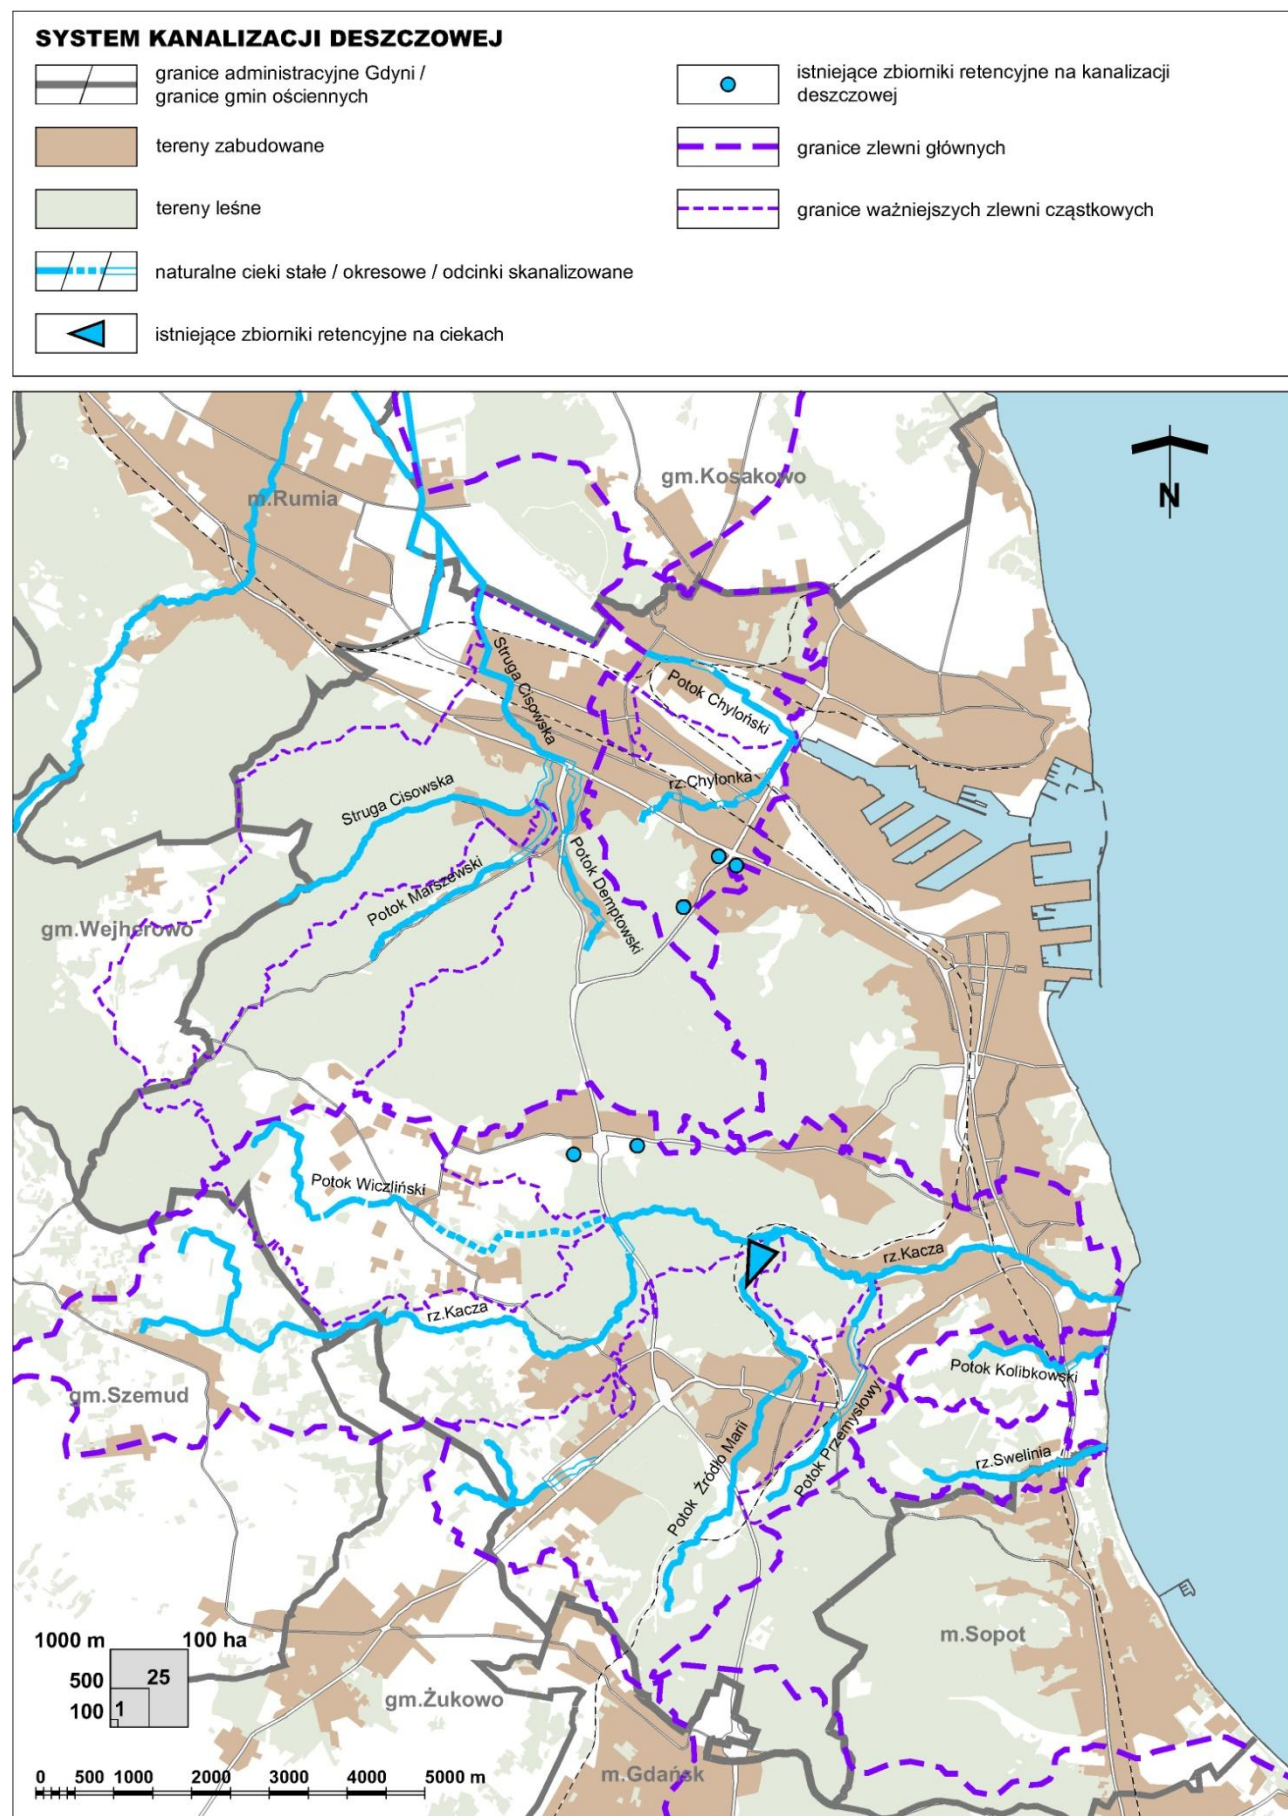 SYSTEM KANALIZACJI DESZCZOWEJ
granice administracyjne Gdyni /
granice gmin ościennych
tereny zabudowane
tereny leśne
naturalne cieki stałe / okresowe / odcinki skanalizowane
istniejące zbiorniki retencyjne na ciekach
istniejące zbiorniki retencyjne na kanalizacji
deszczowej
granice zlewni głównych
granice ważniejszych zlewni cząstkowych
N
gm.Kosakowo
m.Rumia
Struga Cisowska
Potok Chyloński
rz.Chylonka
Struga Cisowska
Potok Marszewski
Potok Demptowski
gm.Wejherowo
Potok Wiczliński
rz.Kacza
rz.Kacza
Potok Kolibkowski
gm.Szemud
Potok Przemysłowy
Potok Źródło Marii
rz.Swelinia
m.Sopot
gm.Żukowo
m.Gdańsk
1000 m 100 ha
500 25
100 1
0 500 1000 2000 3000 4000 5000 m